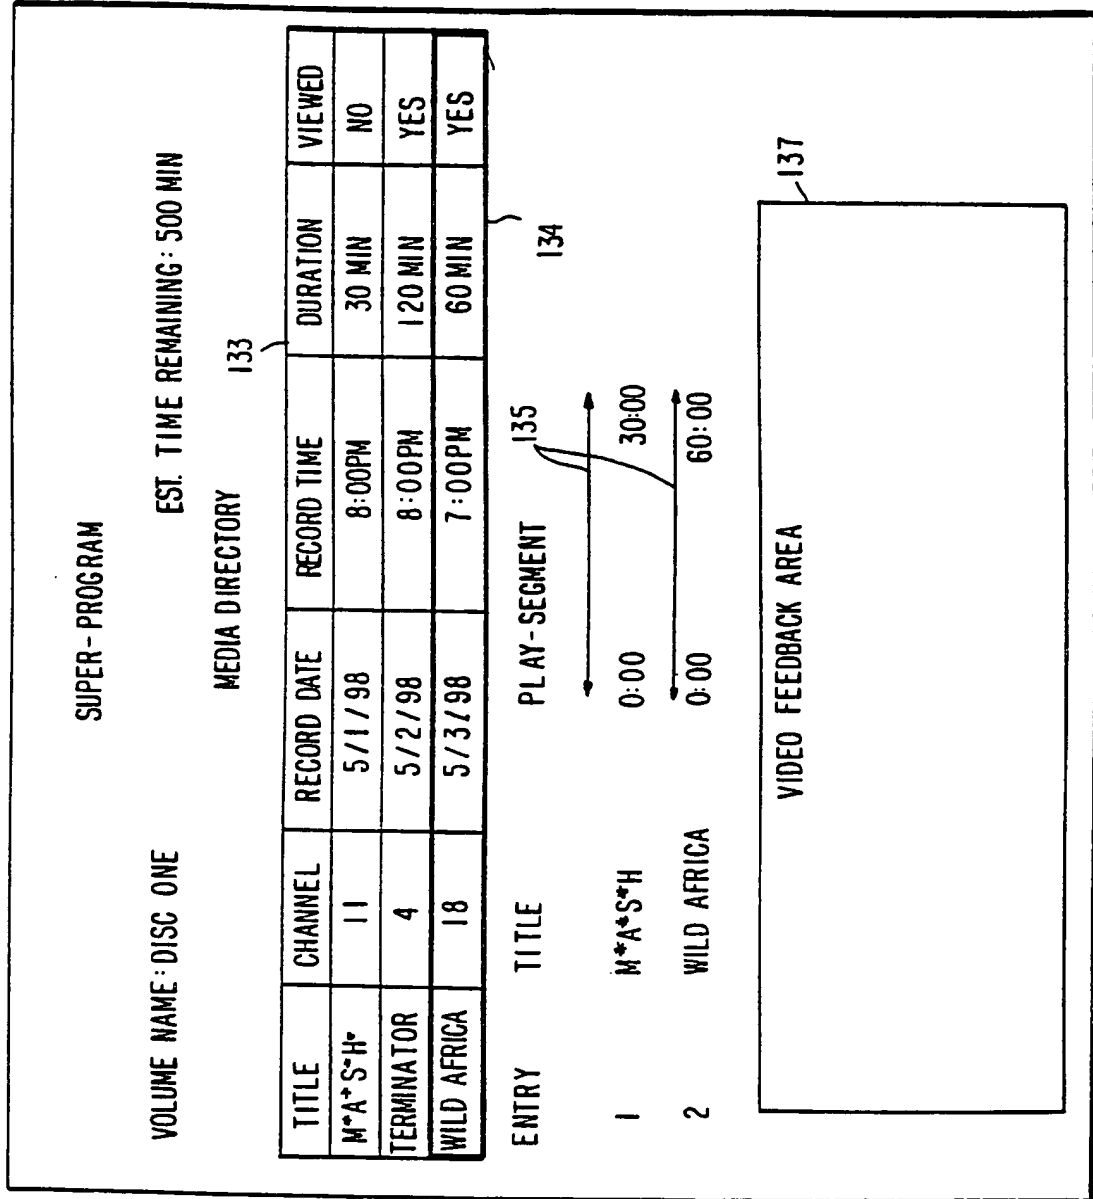 SUPER-PROGRAM
VOLUME NAME: DISC ONE EST. TIME REMAINING: 500 MIN
MEDIA DIRECTORY
133
TITLE CHANNEL RECORD DATE RECORD TIME DURATION VIEWED
M*A*S*H* 11 5/1/98 8:00PM 30 MIN NO
TERMINATOR 4 5/2/98 8:00PM 120 MIN YES
WILD AFRICA 18 5/3/98 7:00PM 60 MIN YES
134
ENTRY TITLE PLAY-SEGMENT
135
1 M*A*S*H 0:00 30:00
2 WILD AFRICA 0:00 60:00
137
VIDEO FEEDBACK AREA